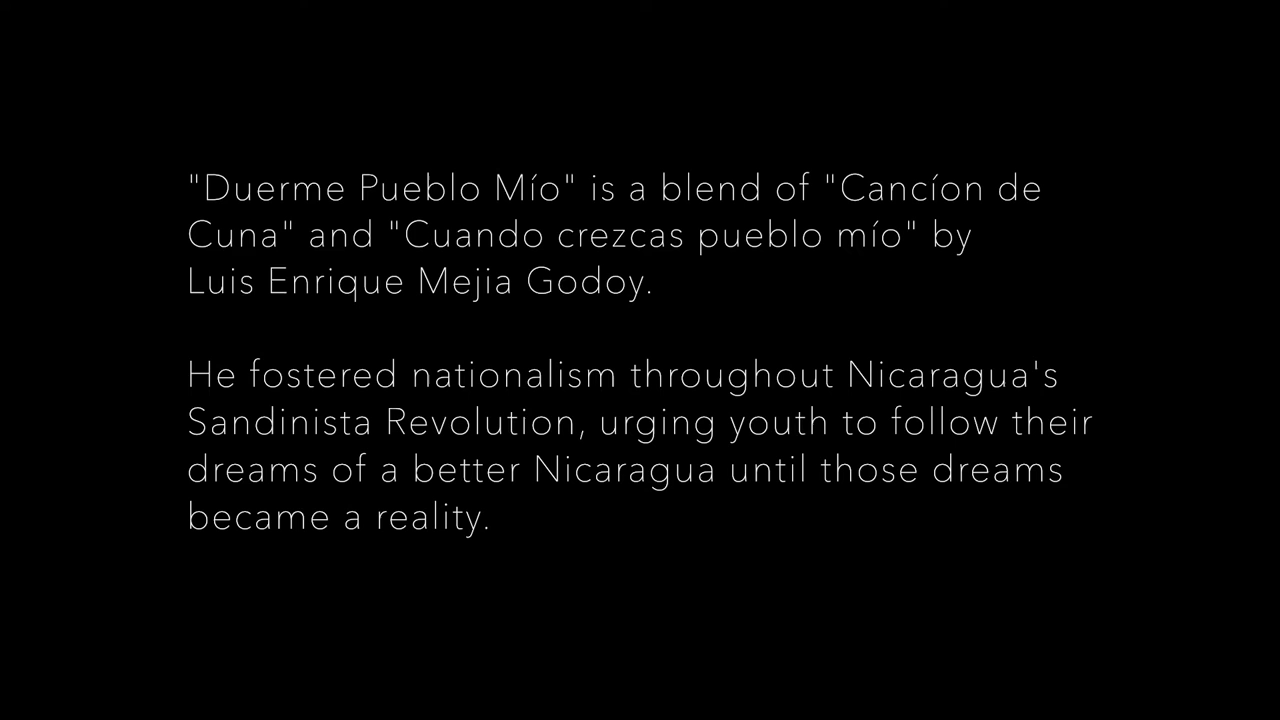 "Duerme Pueblo Mío" is a blend of "Cancíon de
Cuna" and "Cuando crezcas pueblo mío" by
Luis Enrique Mejia Godoy.
He fostered nationalism throughout Nicaragua's
Sandinista Revolution, urging youth to follow their
dreams of a better Nicaragua until those dreams
became a reality.